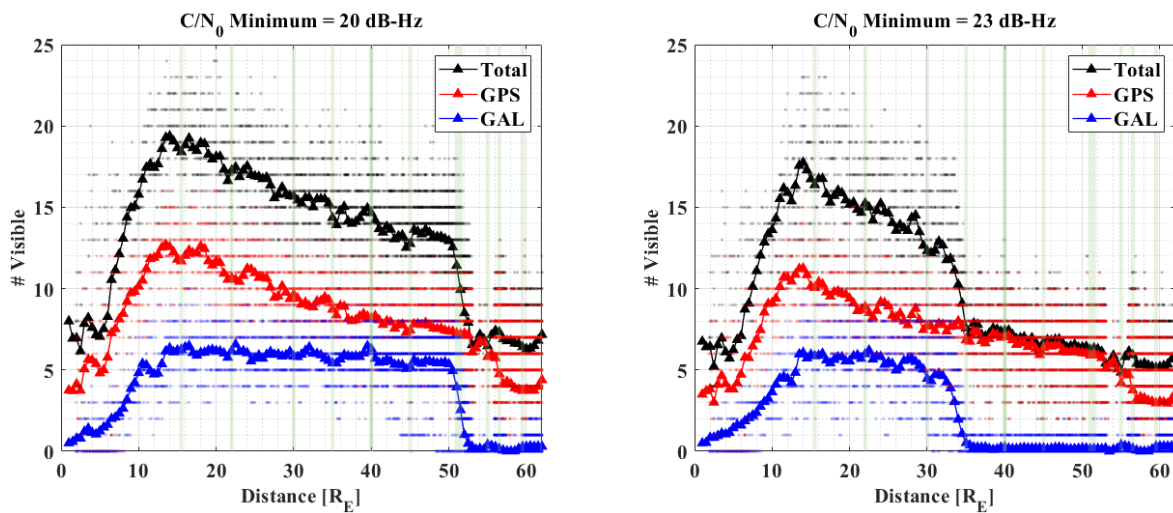 C/N0 Minimum = 20 dB-Hz
25
20
15
10
5
0
# Visible
0 10 20 30 40 50 60
Distance [RE]
Total
GPS
GAL
C/N0 Minimum = 23 dB-Hz
25
20
15
10
5
0
# Visible
0 10 20 30 40 50 60
Distance [RE]
Total
GPS
GAL